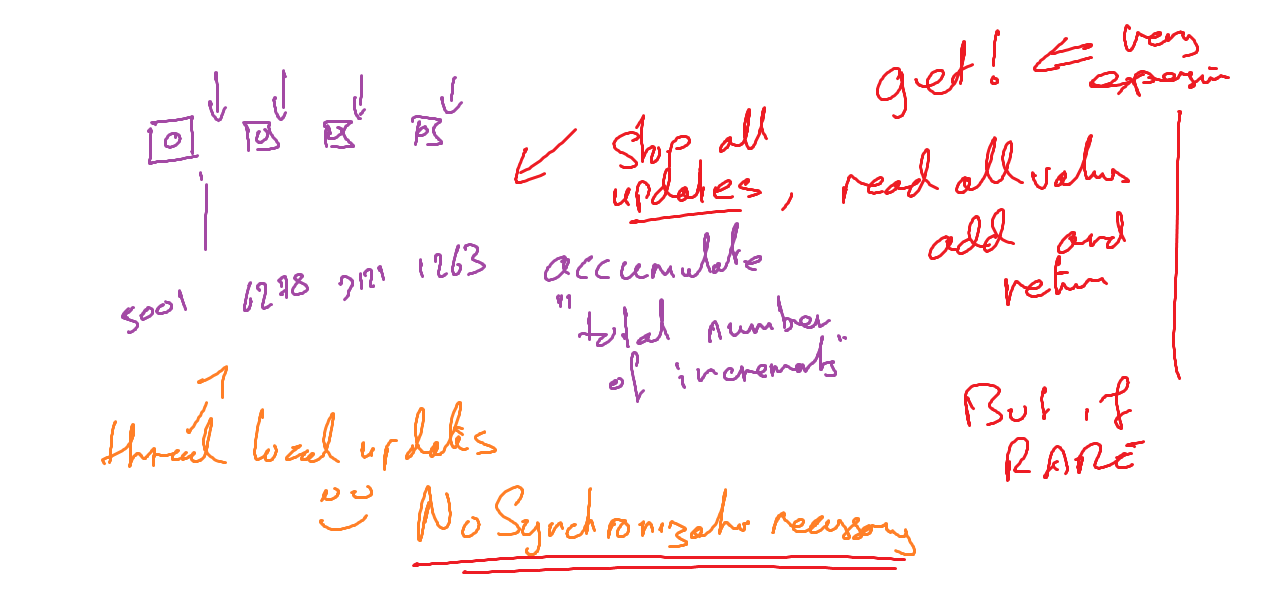 get! very
expensive
0 0 0 0
Stop all
updates, read all values
add and
return
5001 6278 3121 1263 accumulate
"total number
of increments"
But if
RARE
thread local updates
No Synchronization necessary